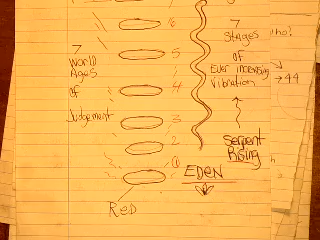 7
World
Ages
of
Judgement
6
5
4
3
2
1
7
Stages
of
Ever increasing
Vibration
Serpent
Rising
EDEN
Red
→44